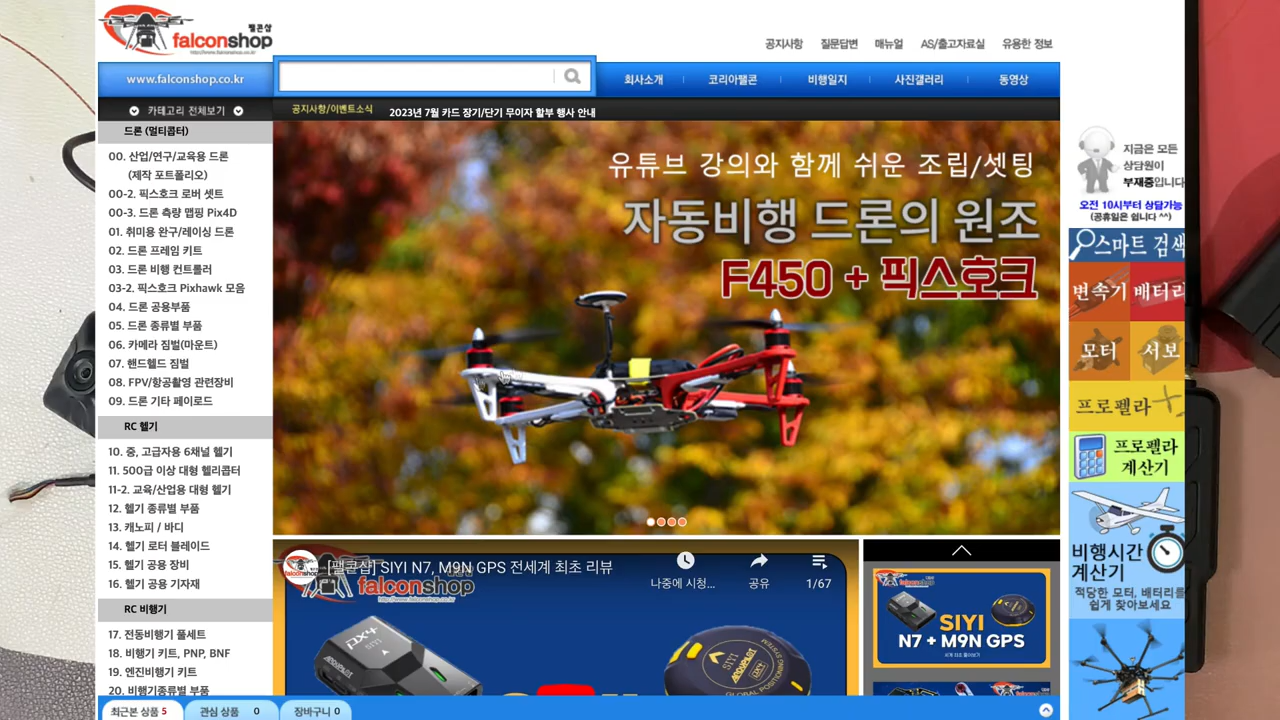 팰콘샵
falconshop
http://www.falconshop.co.kr
공지사항 질문답변 매뉴얼 AS/출고자료실 유용한 정보
www.falconshop.co.kr
회사소개 코리아팰콘 비행일지 사진갤러리 동영상
카테고리 전체보기
공지사항/이벤트소식 2023년 7월 카드 장기/단기 무이자 할부 행사 안내
드론 (멀티콥터)
00. 산업/연구/교육용 드론
(제작 포트폴리오)
00-2. 픽스호크 로버 셋트
00-3. 드론 측량 맵핑 Pix4D
01. 취미용 완구/레이싱 드론
02. 드론 프레임 키트
03. 드론 비행 컨트롤러
03-2. 픽스호크 Pixhawk 모음
04. 드론 공용부품
05. 드론 종류별 부품
06. 카메라 짐벌(마운트)
07. 핸드헬드 짐벌
08. FPV/항공촬영 관련장비
09. 드론 기타 페이로드
RC 헬기
10. 중, 고급자용 6채널 헬기
11. 500급 이상 대형 헬리콥터
11-2. 교육/산업용 대형 헬기
12. 헬기 종류별 부품
13. 캐노피 / 바디
14. 헬기 로터 블레이드
15. 헬기 공용 장비
16. 헬기 공용 기자재
RC 비행기
17. 전동비행기 풀세트
18. 비행기 키트, PNP, BNF
19. 엔진비행기 키트
20. 비행기종류별 부품
유튜브 강의와 함께 쉬운 조립/셋팅
자동비행 드론의 원조
F450 + 픽스호크
[팰콘샵] SIYI N7, M9N GPS 전세계 최초 리뷰
나중에 시청...
공유
1/67
falconshop
SIYI
N7 + M9N GPS
세계 최초 풀어보기
지금은 모든
상담원이
부재중입니다
오전 10시부터 상담가능
(공휴일은 쉽니다 ^^)
스마트 검색
변속기 배터리
모터 서보
프로펠라
프로펠라
계산기
비행시간
계산기
적당한 모터, 배터리를
쉽게 찾아보세요
최근본 상품 5 관심 상품 0 장바구니 0